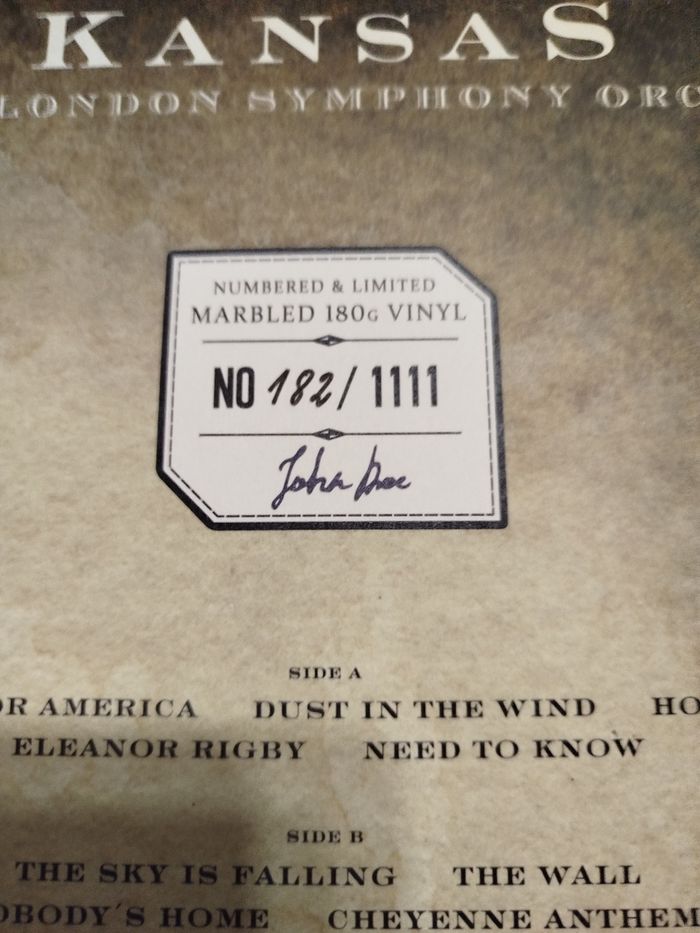 KANSAS
LONDON SYMPHONY ORC
NUMBERED & LIMITED
MARBLED 180G VINYL
NO 182/ 1111
John Doe
SIDE A
OR AMERICA DUST IN THE WIND HO
ELEANOR RIGBY NEED TO KNOW
SIDE B
THE SKY IS FALLING THE WALL
OBODY´S HOME CHEYENNE ANTHEM